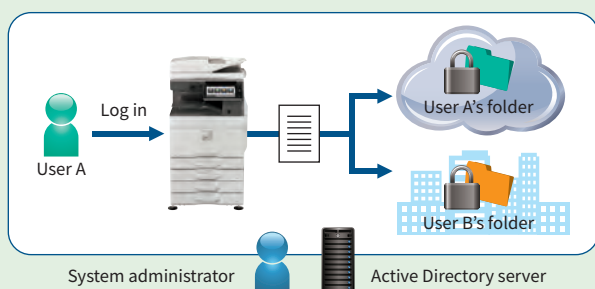 Log in
User A
User A's folder
User B's folder
System administrator
Active Directory server